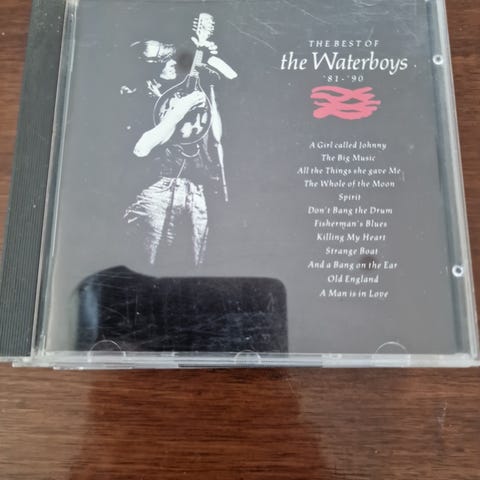 THE BEST OF
the Waterboys
'81-'90
A Girl called Johnny
The Big Music
All the Things she gave Me
The Whole of the Moon
Spirit
Don't Bang the Drum
Fisherman's Blues
Killing My Heart
Strange Boat
And a Bang on the Ear
Old England
A Man is in Love